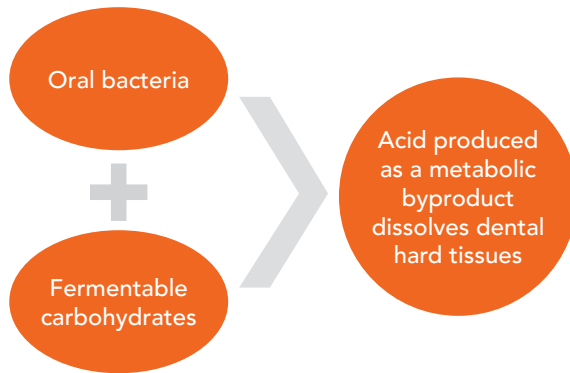 Oral bacteria
Fermentable
carbohydrates
Acid produced
as a metabolic
byproduct
dissolves dental
hard tissues